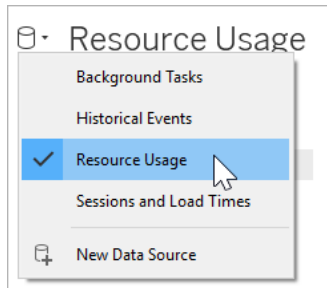 Resource Usage
Background Tasks
Historical Events
Resource Usage
Sessions and Load Times
New Data Source